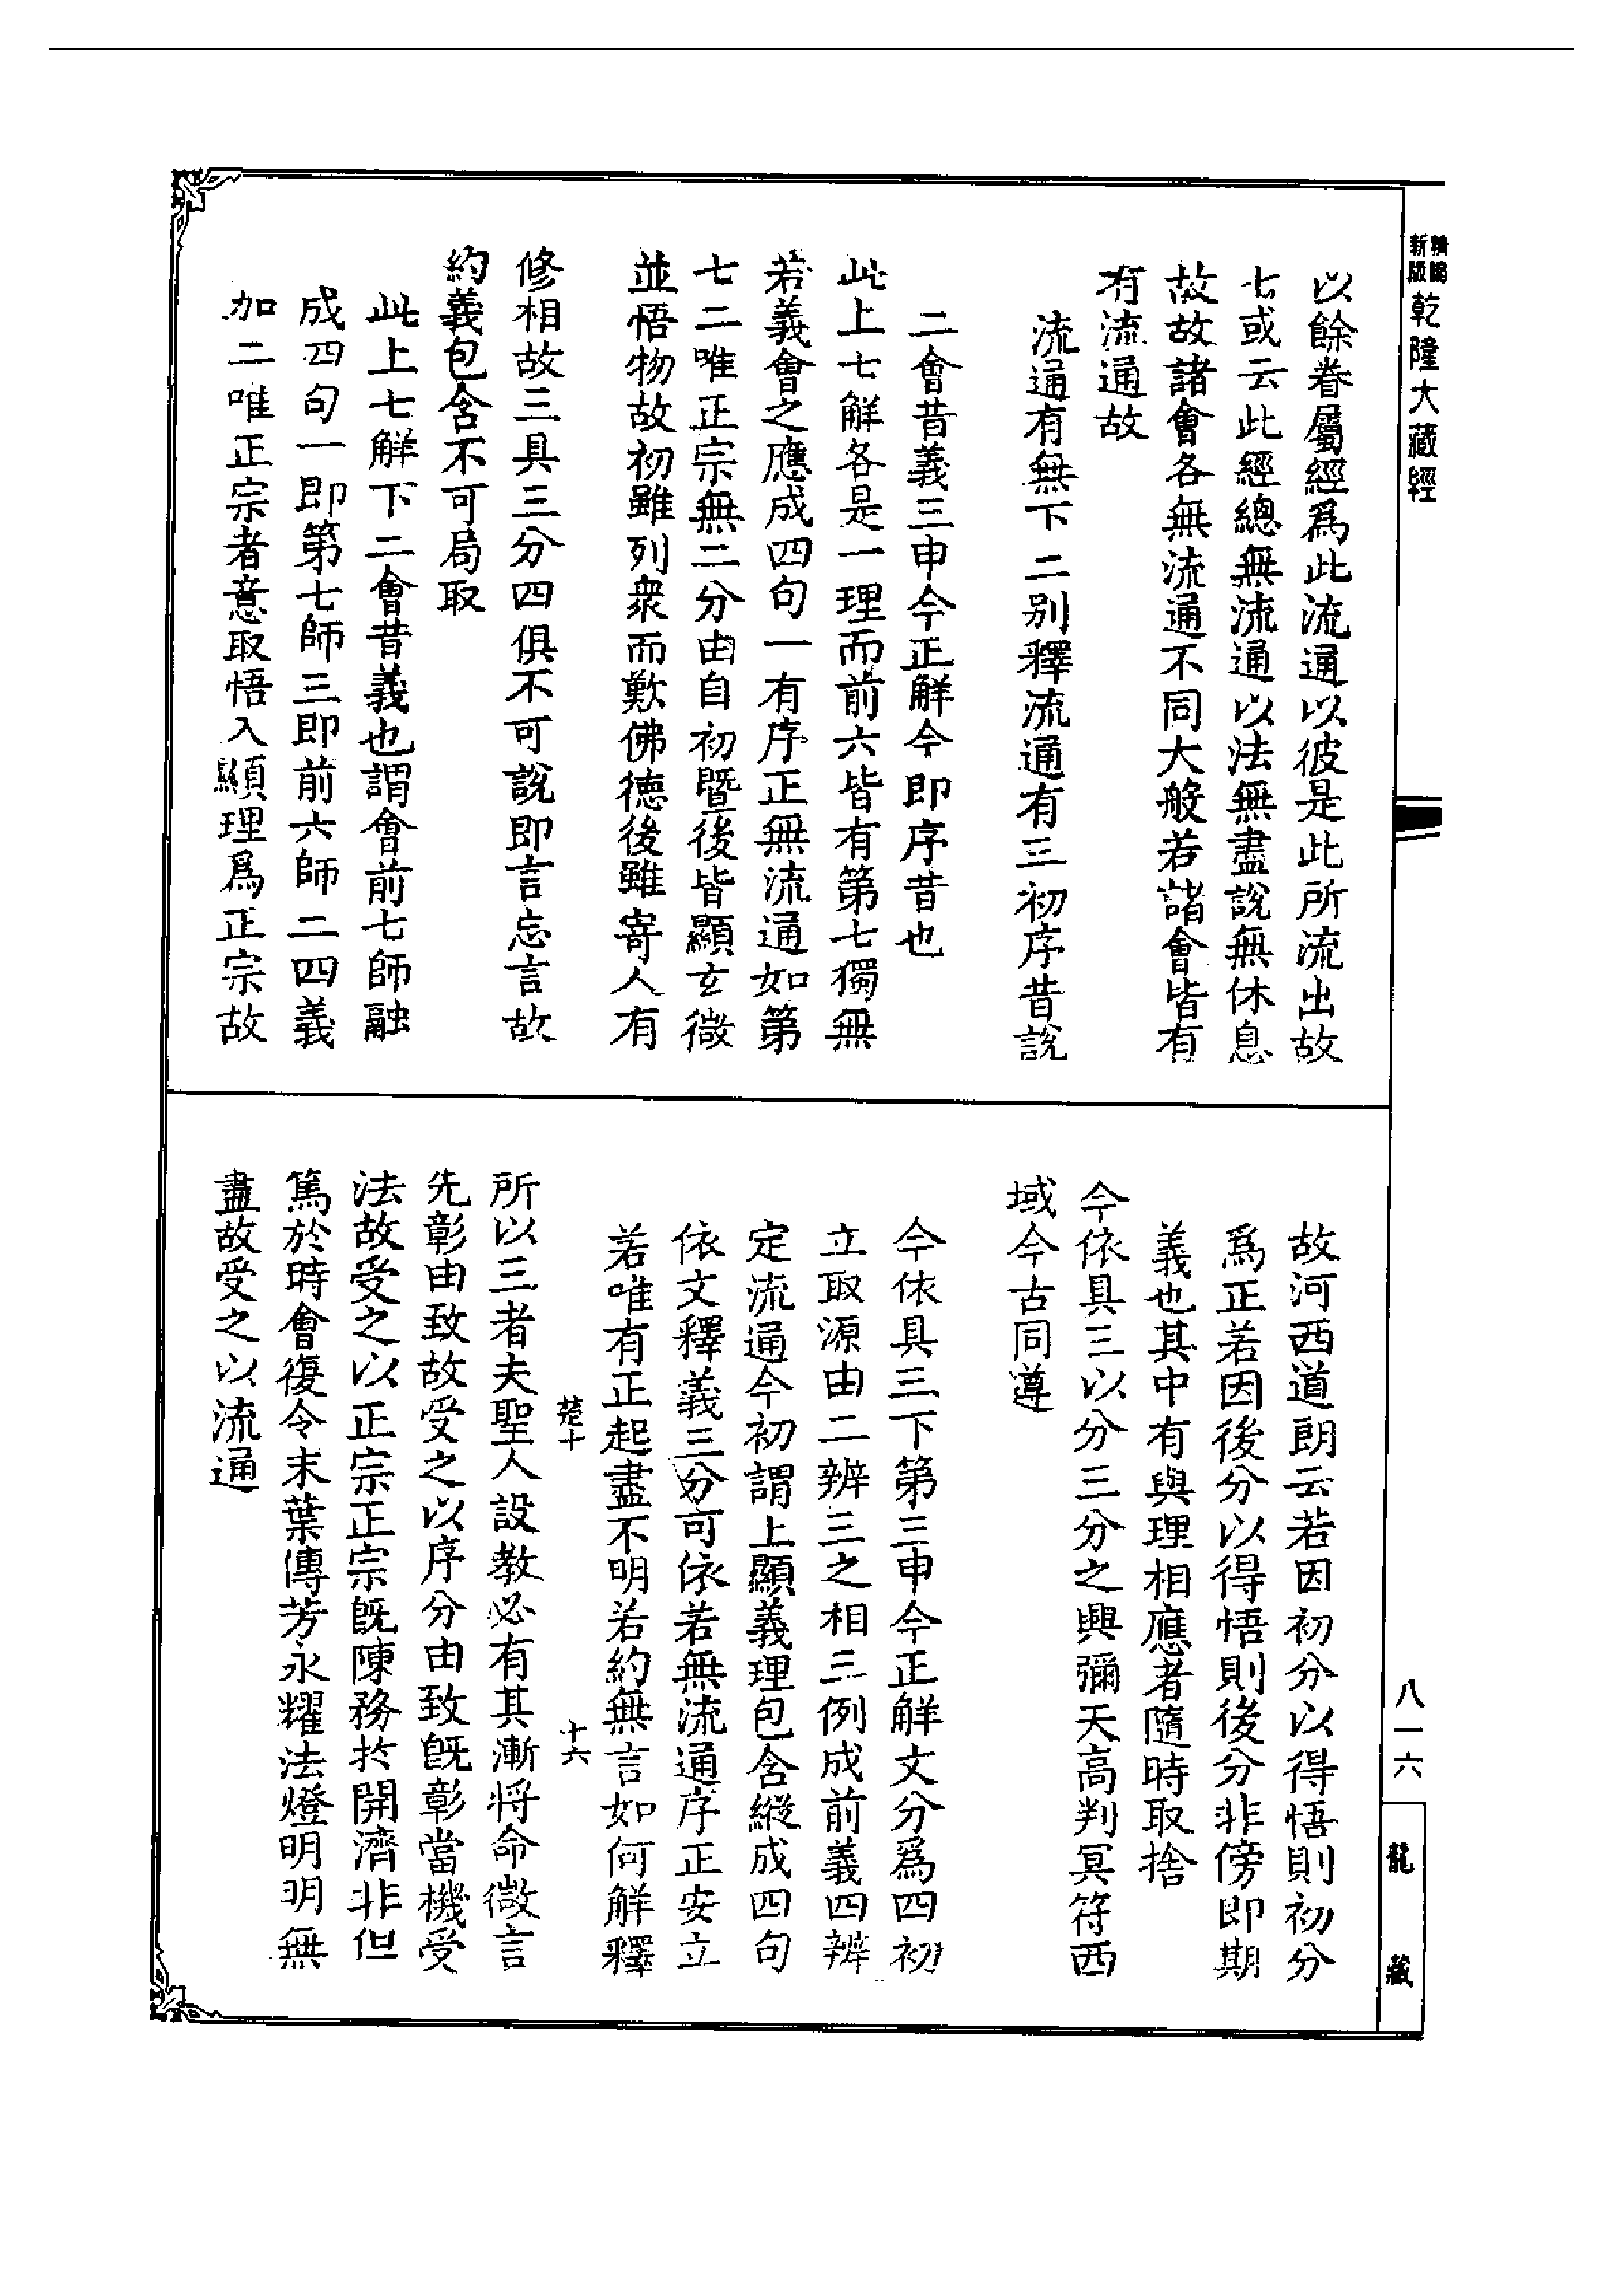 新版
精縮
乾隆大藏經
以餘眷屬經爲此流通以彼是此所流出故
七或云此經總無流通以法無盡說無休息
故故諸會各無流通不同大般若諸會皆有
有流通故
流通有無下二別釋流通有三初序昔說
二會昔義三申今正解今即序昔也
此上七解各是一理而前六皆有第七獨無
若義會之應成四句一有序正無流通如第
七二唯正宗無二分由自初暨後皆顯玄微
並悟物故初雖列衆而歎佛德後雖寄人有
修相故三具三分四俱不可說即言忘言故
約義包含不可局取
此上七解下二會昔義也謂會前七師融
成四句一即第七師三即前六師二四義
加二唯正宗者意取悟入顯理爲正宗故
故河西道朗云若因初分以得悟則初分
爲正若因後分以得悟則後分非傍即期
義也其中有與理相應者隨時取捨
今依具三以分三分之興彌天高判冥符西
域今古同遵
今依具三下第三申今正解文分爲四初
立取源由二辨三之相三例成前義四辨
定流通今初謂上顯義理包含縱成四句
依文釋義三分可依若無流通序正安立
若唯有正起盡不明若約無言如何解釋
楚十
十六
所以三者夫聖人設教必有其漸將命微言
先彰由致故受之以序分由致旣彰當機受
法故受之以正宗正宗旣陳務於開濟非但
篤於時會復令末葉傳芳永耀法燈明明無
盡故受之以流通
八一六
龍藏